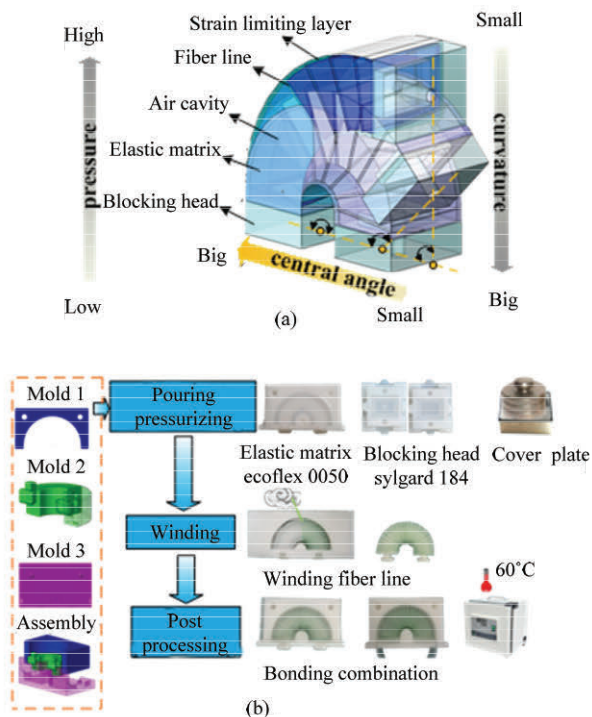 (a)
High
pressure
Low
Strain limiting layer
Fiber line
Air cavity
Elastic matrix
Blocking head
Small
curvature
Big
Big
central angle
Small
(a)
Mold 1
Mold 2
Mold 3
Assembly
Pouring
pressurizing
Elastic matrix
ecoflex 0050
Blocking head
sylgard 184
Cover plate
Winding
Winding fiber line
Post
processing
Bonding combination
60°C
(b)